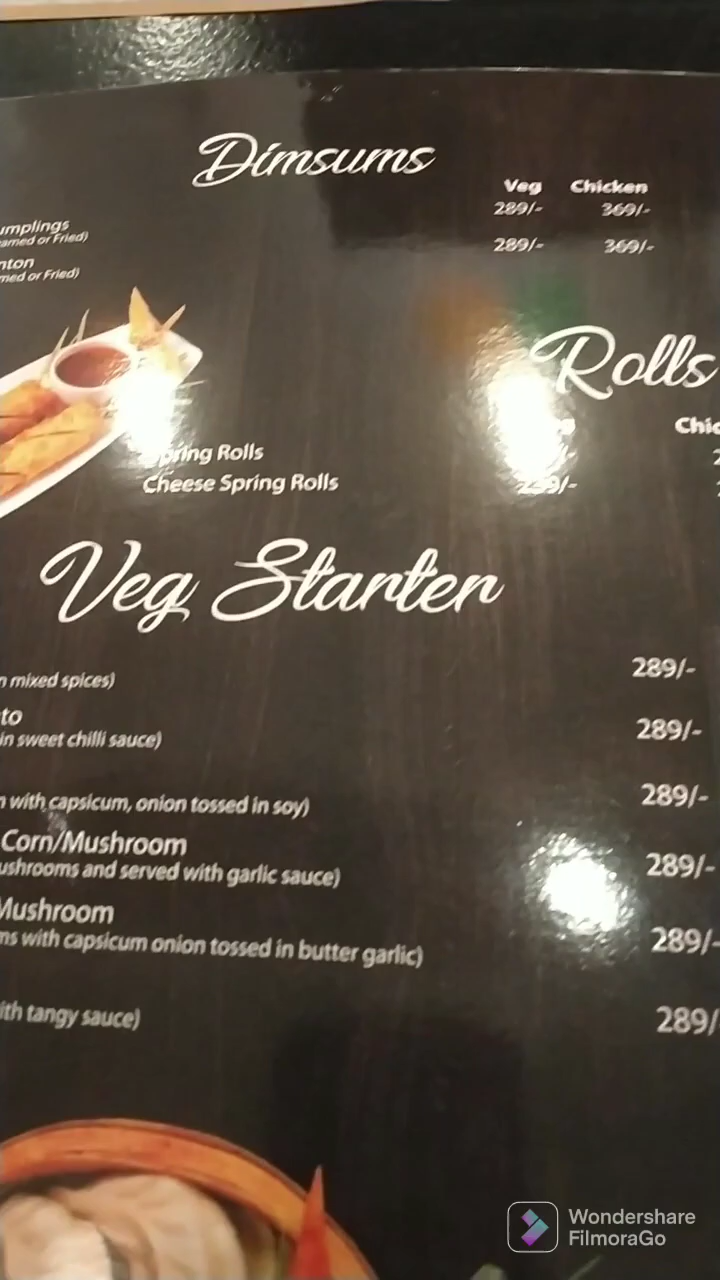 Dimsums
Veg Chicken
umplings 289/- 369/-
amed or Fried)
nton 289/- 369/-
med or Fried)
Rolls
Chic
pring Rolls
Cheese Spring Rolls
Veg Starter
n mixed spices) 289/-
to 289/-
in sweet chilli sauce)
n with capsicum, onion tossed in soy) 289/-
Corn/Mushroom 289/-
ushrooms and served with garlic sauce)
Mushroom 289/-
ms with capsicum onion tossed in butter garlic)
ith tangy sauce) 289/
Wondershare
FilmoraGo